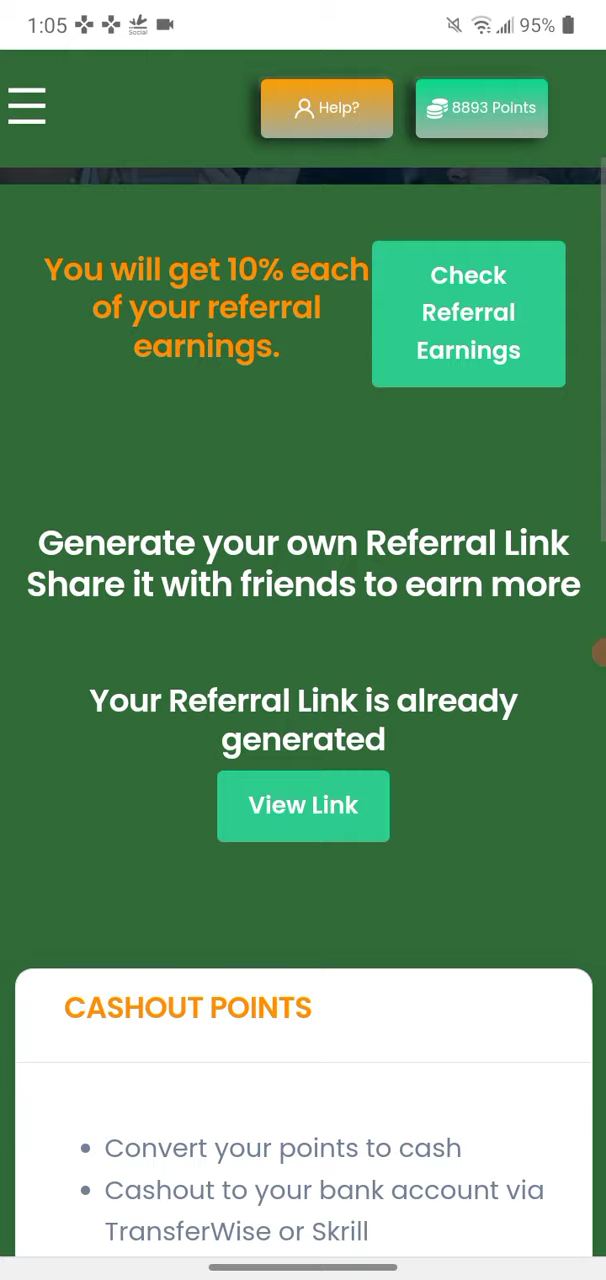 1:05
Social
95%
Help?
8893 Points
You will get 10% each
of your referral
earnings.
Check
Referral
Earnings
Generate your own Referral Link
Share it with friends to earn more
Your Referral Link is already
generated
View Link
CASHOUT POINTS
Convert your points to cash
Cashout to your bank account via
TransferWise or Skrill